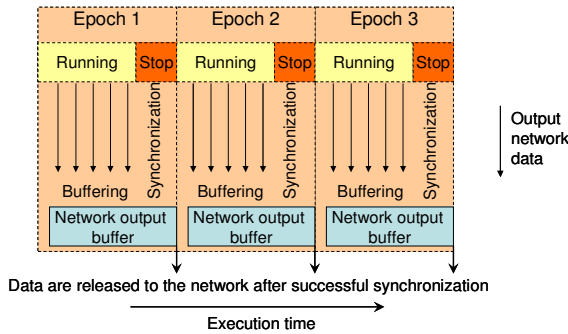 Epoch 1 Epoch 2 Epoch 3
Running Stop Running Stop Running Stop
Synchronization Synchronization Synchronization
Output
network
data
Buffering Buffering Buffering
Network output
buffer
Network output
buffer
Network output
buffer
Data are released to the network after successful synchronization
Execution time